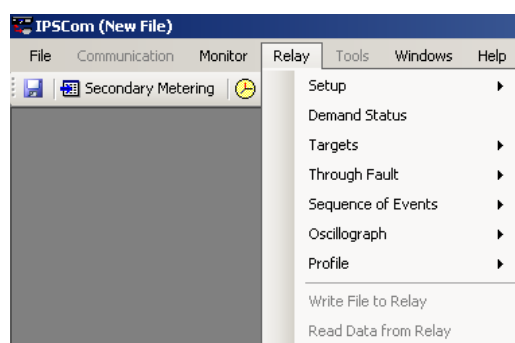 IPSCom (New File)
File Communication Monitor Relay Tools Windows Help
Secondary Metering
Setup
Demand Status
Targets
Through Fault
Sequence of Events
Oscillograph
Profile
Write File to Relay
Read Data from Relay